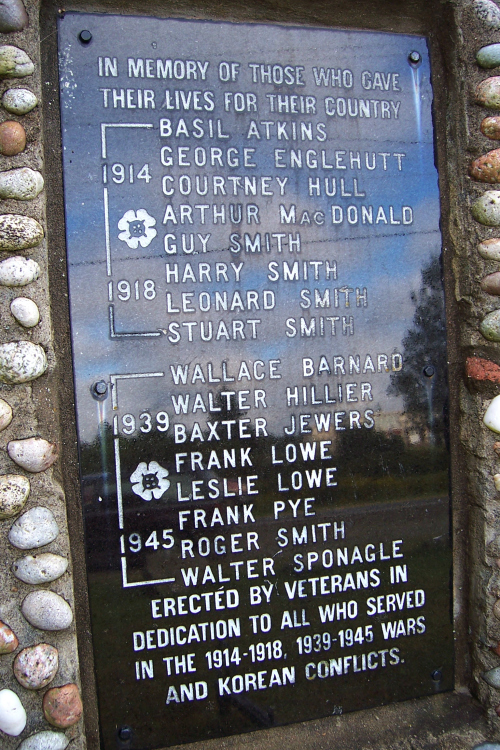 IN MEMORY OF THOSE WHO GAVE
THEIR LIVES FOR THEIR COUNTRY
1914
1918
BASIL ATKINS
GEORGE ENGLEHUTT
COURTNEY HULL
ARTHUR MacDONALD
GUY SMITH
HARRY SMITH
LEONARD SMITH
STUART SMITH
1939
1945
WALLACE BARNARD
WALTER HILLIER
BAXTER JEWERS
FRANK LOWE
LESLIE LOWE
FRANK PYE
ROGER SMITH
WALTER SPONAGLE
ERECTED BY VETERANS IN
DEDICATION TO ALL WHO SERVED
IN THE 1914-1918, 1939-1945 WARS
AND KOREAN CONFLICTS.